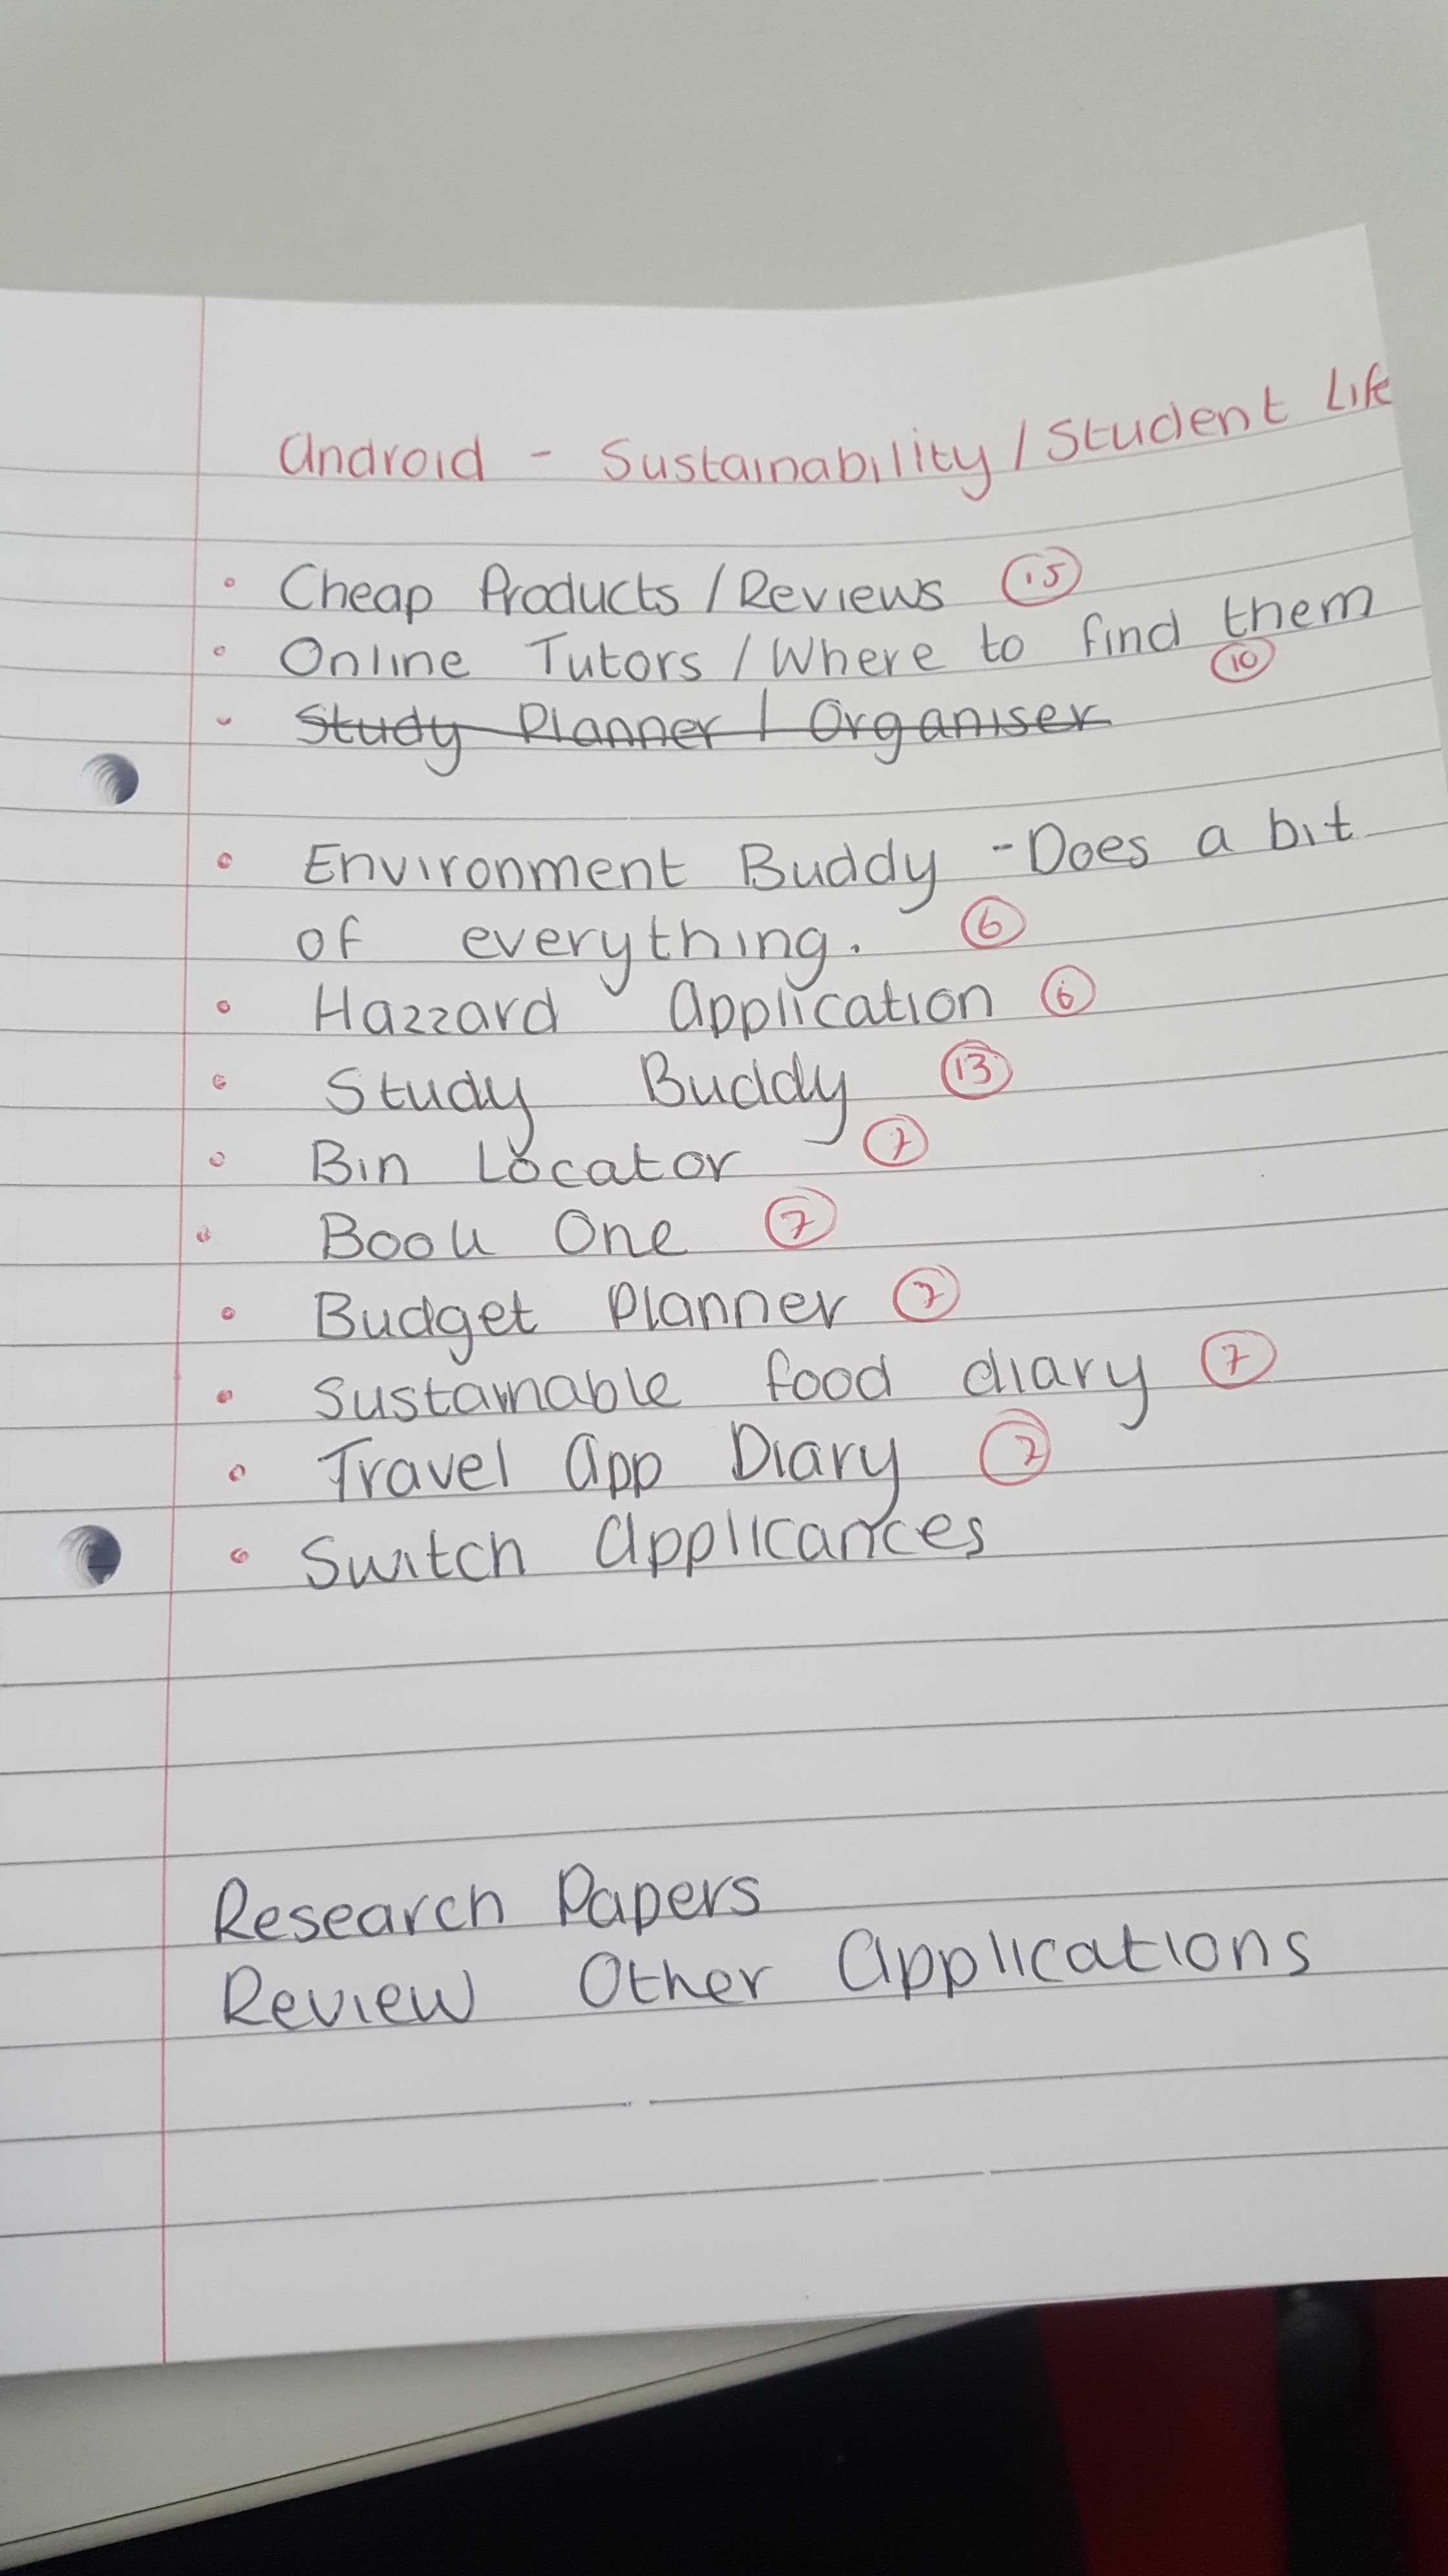 Android - Sustainability / Student Life
• Cheap Products / Reviews 15
• Online Tutors / Where to find them
10
• Study Planner / Organiser
• Environment Buddy - Does a bit
of everything. 6
• Hazzard Application 6
• Study Buddy 13
• Bin Locator 7
• Book One 7
• Budget Planner 7
• Sustainable food diary 7
• Travel App Diary 7
• Switch Applicances
Research Papers
Review Other Applications